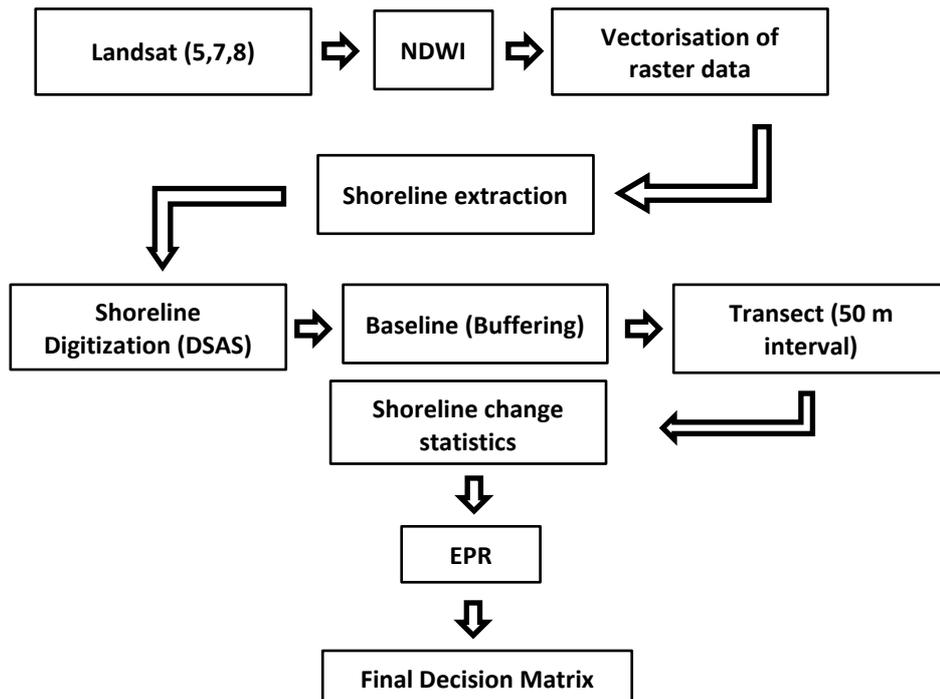 Landsat (5,7,8)
NDWI
Vectorisation of
raster data
Shoreline extraction
Shoreline
Digitization (DSAS)
Baseline (Buffering)
Transect (50 m
interval)
Shoreline change
statistics
EPR
Final Decision Matrix